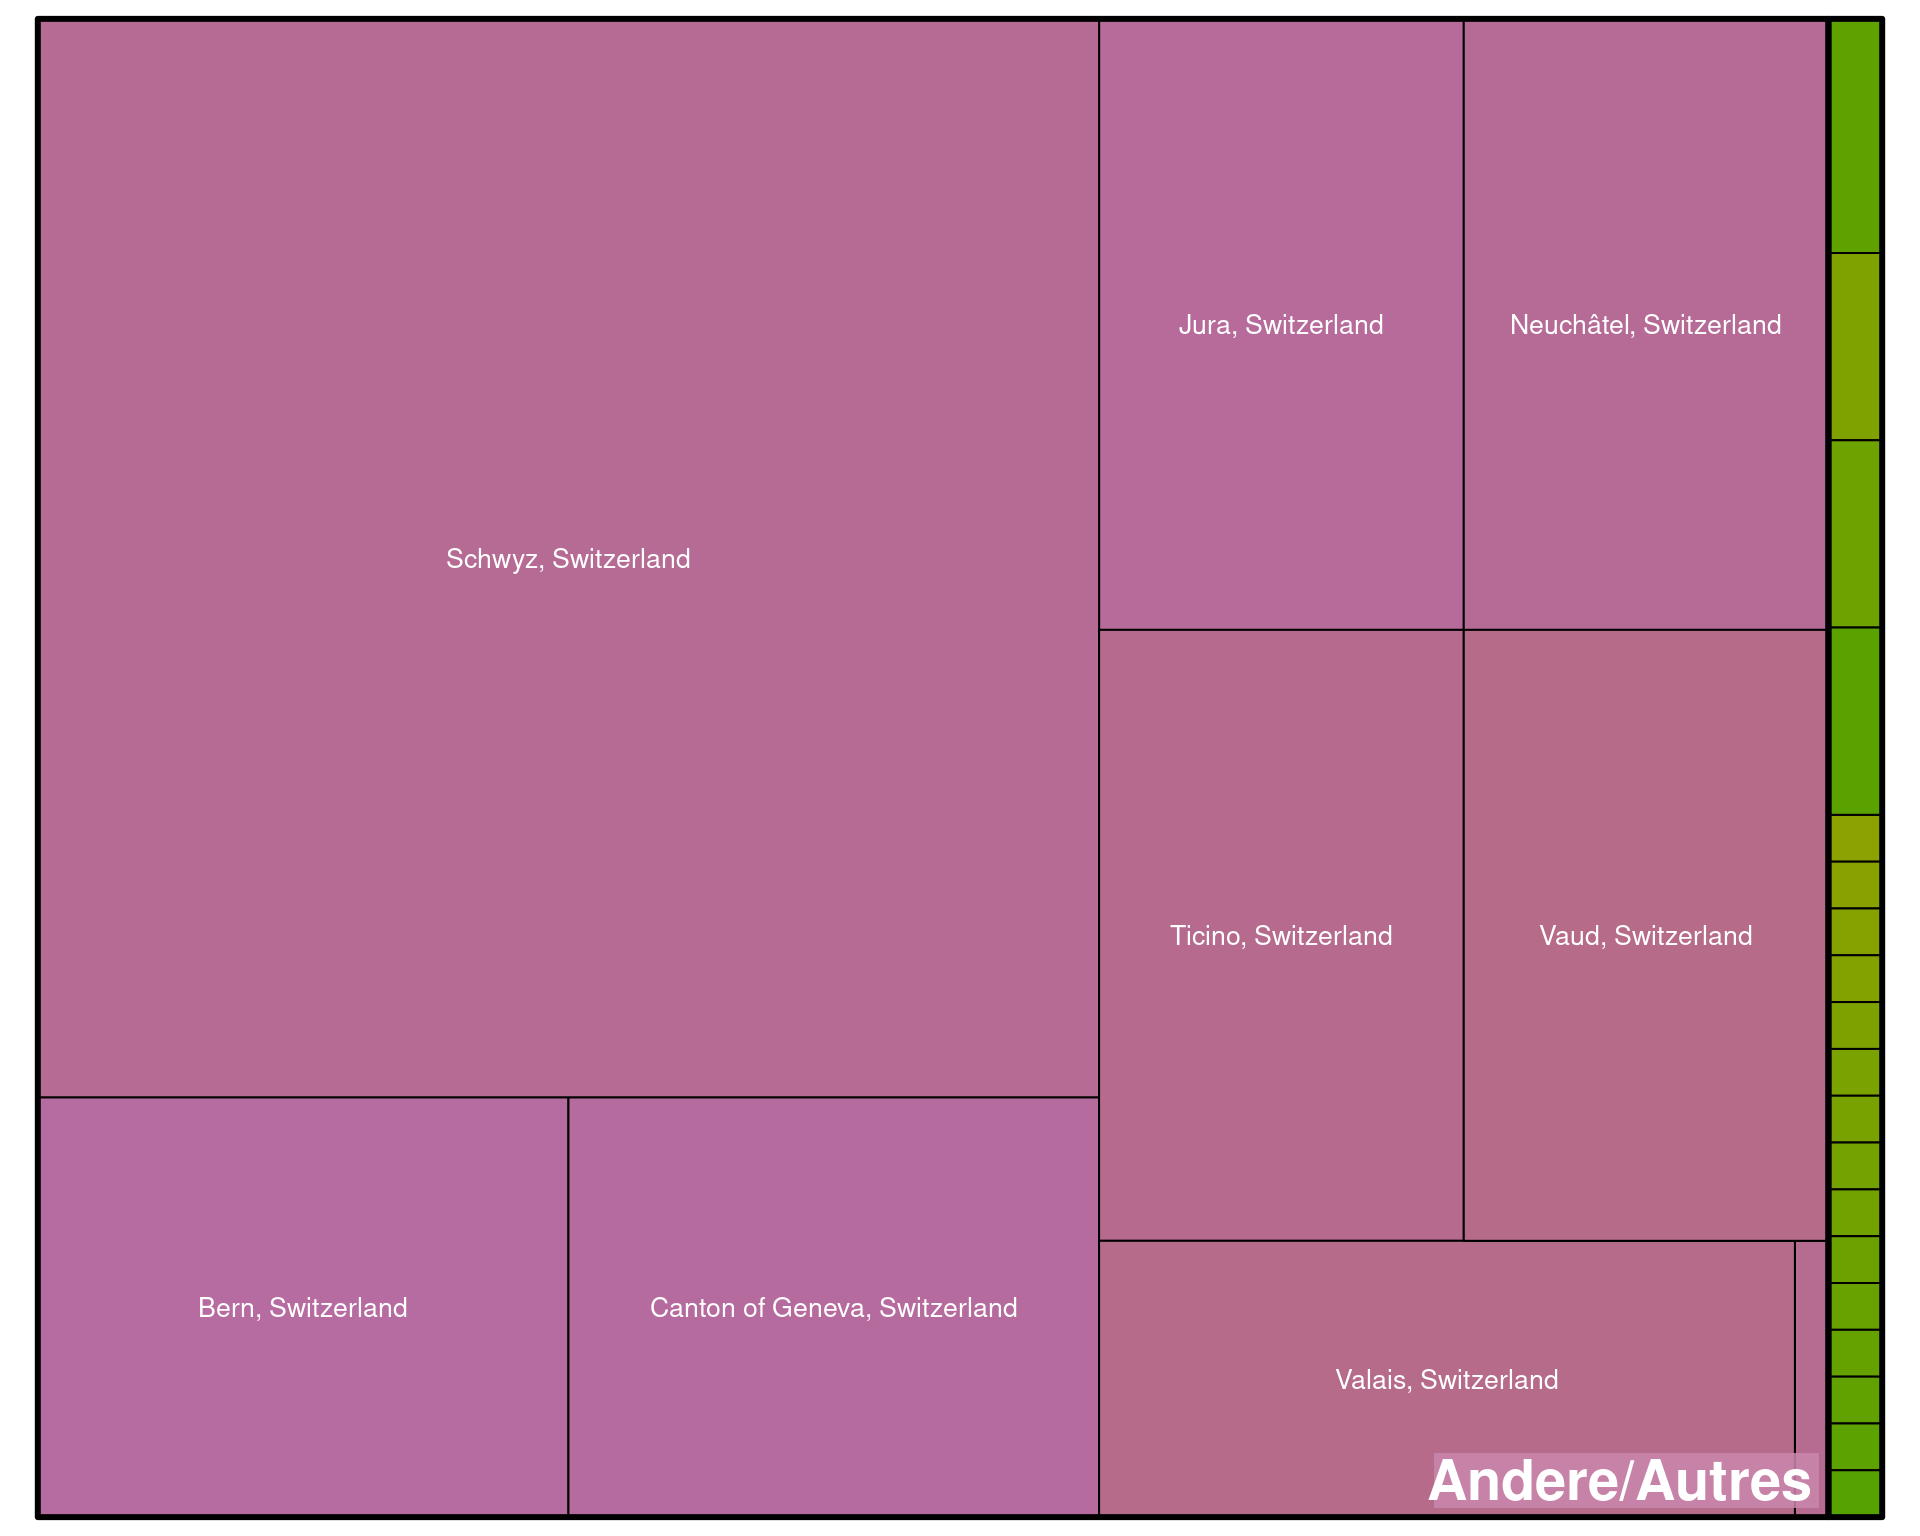 Schwyz, Switzerland
Jura, Switzerland
Neuchâtel, Switzerland
Ticino, Switzerland
Vaud, Switzerland
Bern, Switzerland
Canton of Geneva, Switzerland
Valais, Switzerland
Andere/Autres